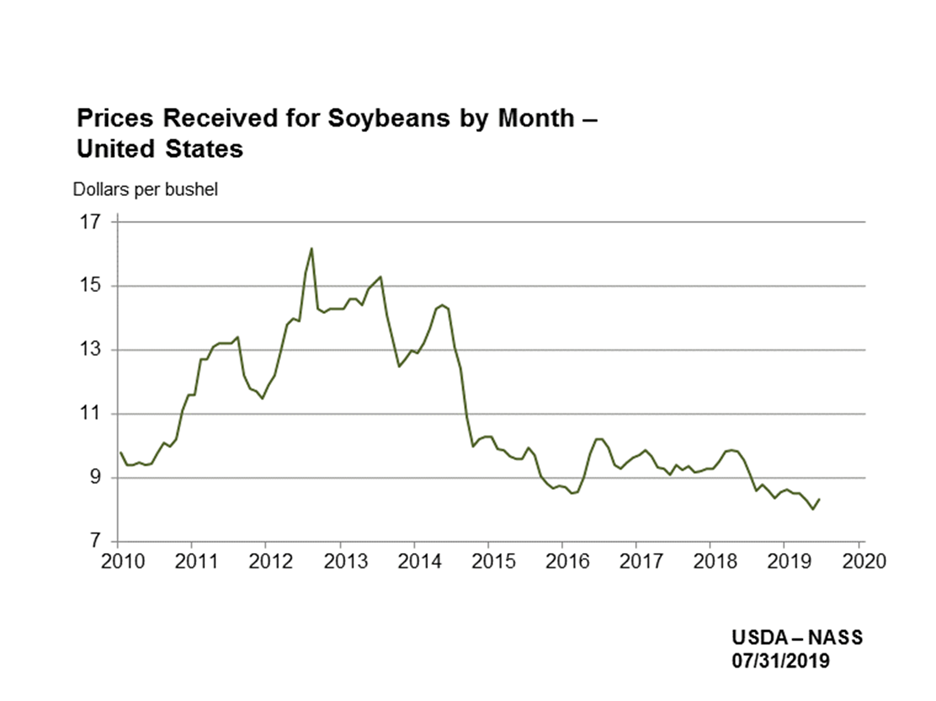 Prices Received for Soybeans by Month –
United States
Dollars per bushel
17
15
13
11
9
7
2010 2011 2012 2013 2014 2015 2016 2017 2018 2019 2020
USDA – NASS
07/31/2019